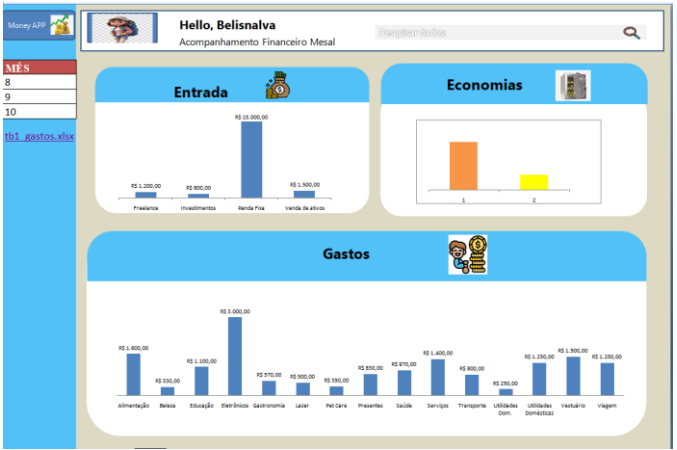 Money APP
Hello, Belisnalva
Acompanhamento Financeiro Mesal
Pesquisar dados
MÊS
8
9
10
tb1_gastos.xlsx
Entrada
R$ 15.000,00
R$ 1.200,00
R$ 800,00
R$ 1.500,00
Freelance Investimentos Renda Fixa Venda de ativos
Economias
1 2
Gastos
R$ 3.000,00
R$ 1.600,00
R$ 330,00
R$ 1.100,00
R$ 570,00
R$ 500,00
R$ 350,00
R$ 850,00
R$ 970,00
R$ 1.400,00
R$ 800,00
R$ 250,00
R$ 1.250,00
R$ 1.500,00
R$ 1.250,00
Alimentação Beleza Educação Eletrônicos Gastronomia Lazer Pet Care Presentes Saúde Serviços Transporte Utilidades Utilidades Vestuário Viagem
Dom. Domésticas